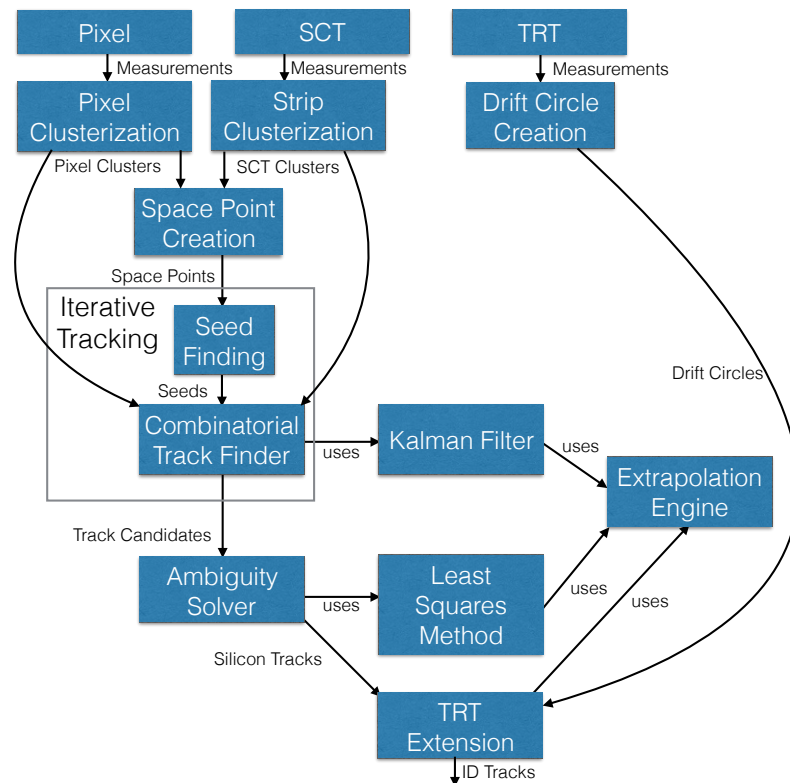 Pixel
SCT
TRT
Measurements
Measurements
Measurements
Pixel
Clusterization
Strip
Clusterization
Drift Circle
Creation
Pixel Clusters
SCT Clusters
Space Point
Creation
Space Points
Iterative
Tracking
Seed
Finding
Seeds
Drift Circles
Combinatorial
Track Finder
uses
Kalman Filter
uses
Extrapolation
Engine
Track Candidates
Ambiguity
Solver
uses
Least
Squares
Method
uses
uses
Silicon Tracks
TRT
Extension
ID Tracks